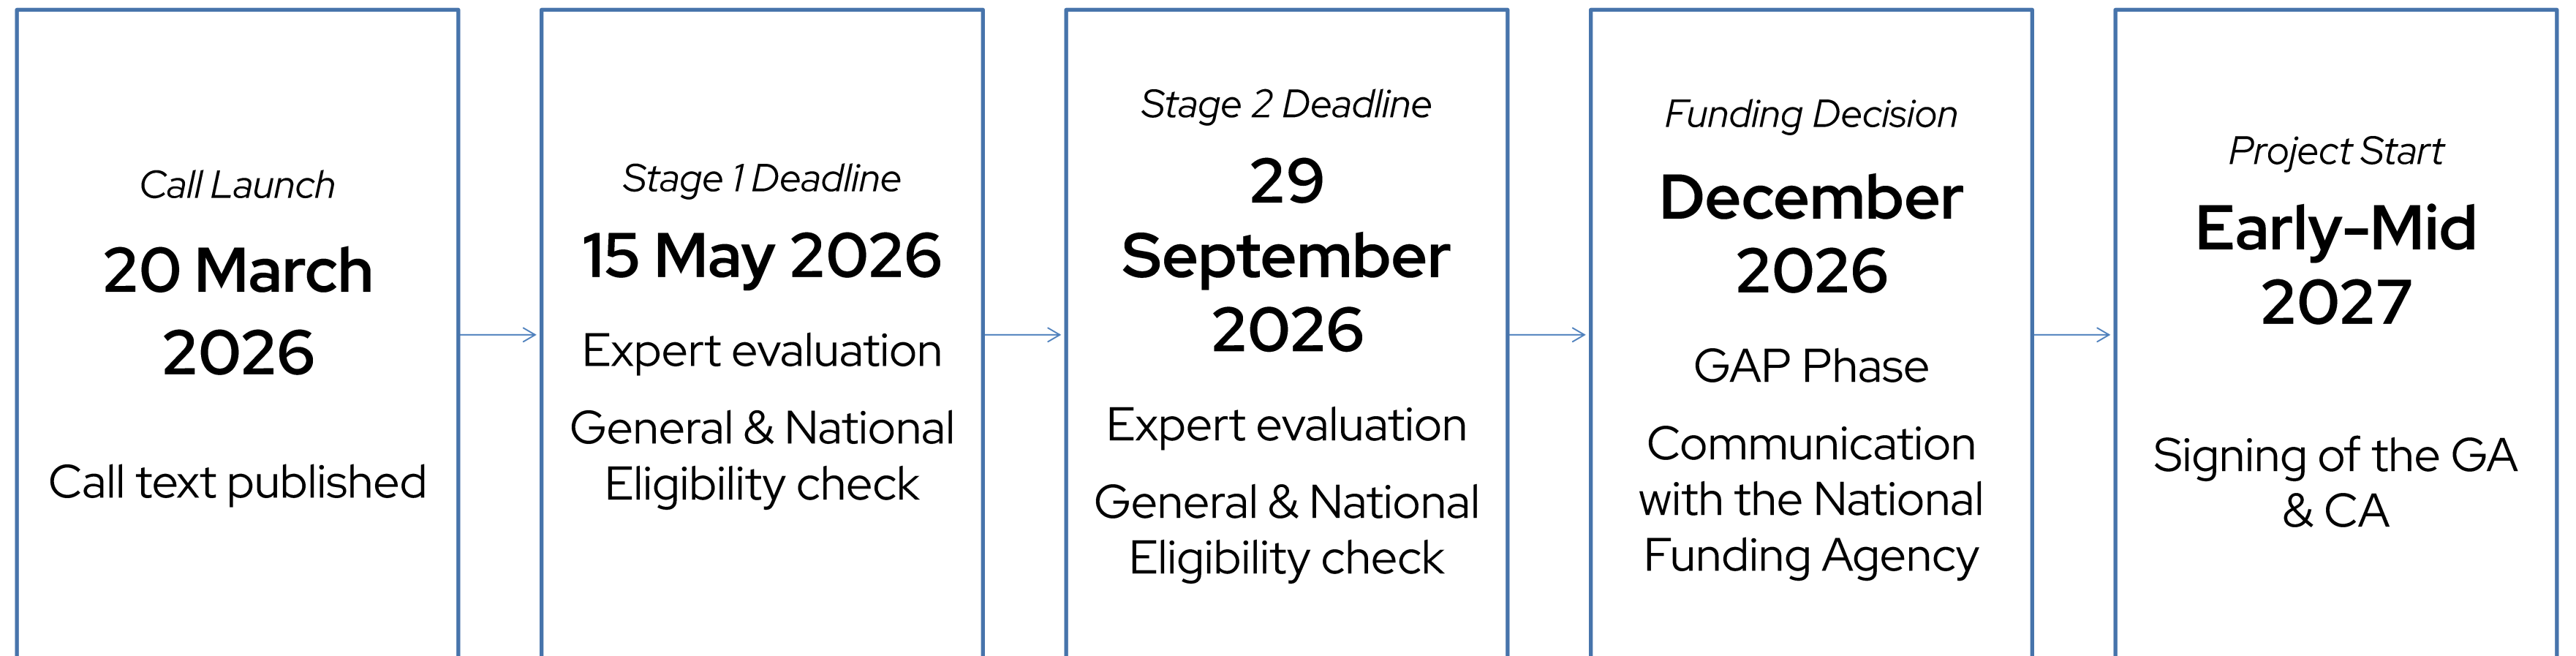 Call Launch
20 March
2026
Call text published
Stage 1 Deadline
15 May 2026
Expert evaluation
General & National
Eligibility check
Stage 2 Deadline
29
September
2026
Expert evaluation
General & National
Eligibility check
Funding Decision
December
2026
GAP Phase
Communication
with the National
Funding Agency
Project Start
Early-Mid
2027
Signing of the GA
& CA